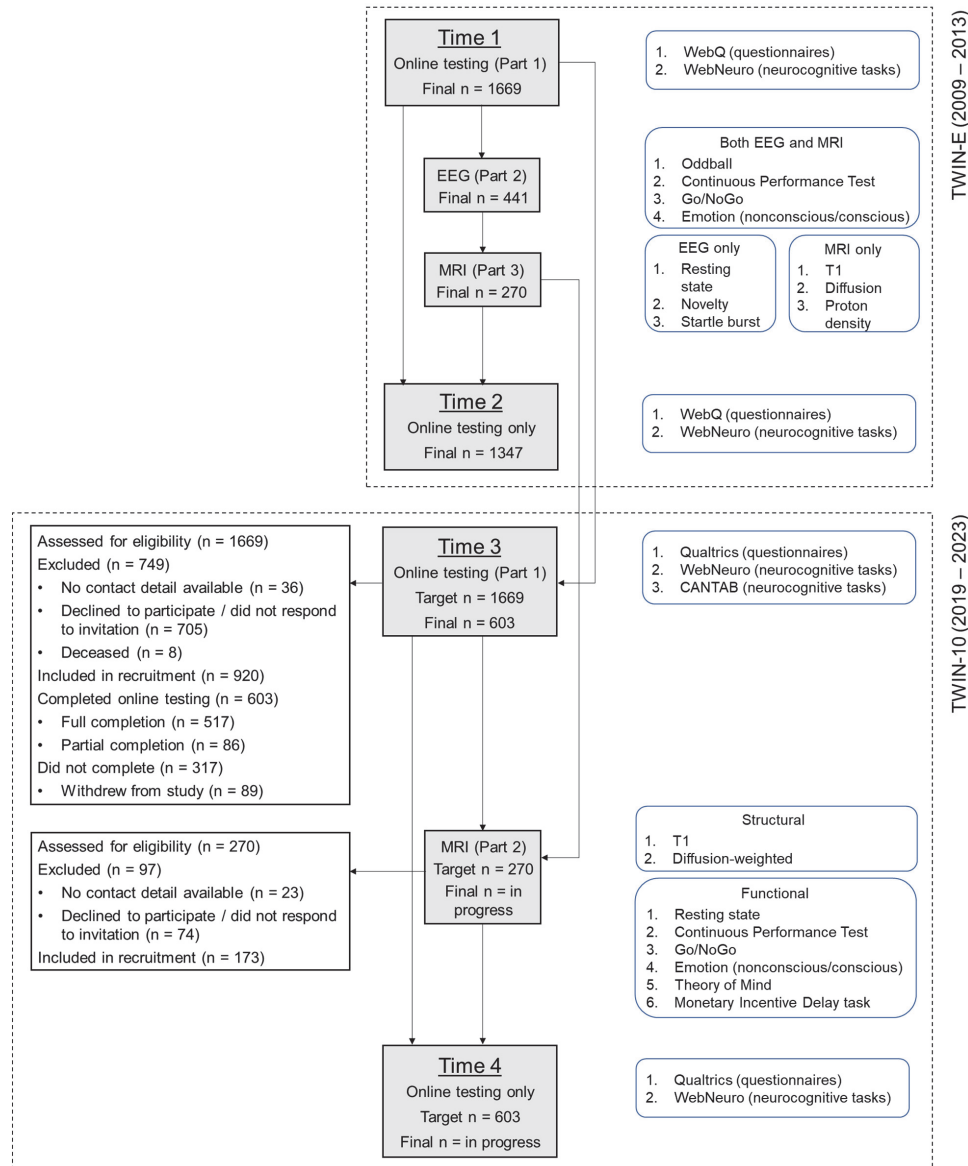 TWIN-E (2009 – 2013)
Time 1
Online testing (Part 1)
Final n = 1669
1. WebQ (questionnaires)
2. WebNeuro (neurocognitive tasks)
EEG (Part 2)
Final n = 441
Both EEG and MRI
1. Oddball
2. Continuous Performance Test
3. Go/NoGo
4. Emotion (nonconscious/conscious)
MRI (Part 3)
Final n = 270
EEG only
1. Resting
state
2. Novelty
3. Startle burst
MRI only
1. T1
2. Diffusion
3. Proton
density
Time 2
Online testing only
Final n = 1347
1. WebQ (questionnaires)
2. WebNeuro (neurocognitive tasks)
TWIN-10 (2019 – 2023)
Assessed for eligibility (n = 1669)
Excluded (n = 749)
• No contact detail available (n = 36)
• Declined to participate / did not respond
to invitation (n = 705)
• Deceased (n = 8)
Included in recruitment (n = 920)
Completed online testing (n = 603)
• Full completion (n = 517)
• Partial completion (n = 86)
Did not complete (n = 317)
• Withdrew from study (n = 89)
Time 3
Online testing (Part 1)
Target n = 1669
Final n = 603
1. Qualtrics (questionnaires)
2. WebNeuro (neurocognitive tasks)
3. CANTAB (neurocognitive tasks)
Assessed for eligibility (n = 270)
Excluded (n = 97)
• No contact detail available (n = 23)
• Declined to participate / did not respond
to invitation (n = 74)
Included in recruitment (n = 173)
MRI (Part 2)
Target n = 270
Final n = in
progress
Structural
1. T1
2. Diffusion-weighted
Functional
1. Resting state
2. Continuous Performance Test
3. Go/NoGo
4. Emotion (nonconscious/conscious)
5. Theory of Mind
6. Monetary Incentive Delay task
Time 4
Online testing only
Target n = 603
Final n = in progress
1. Qualtrics (questionnaires)
2. WebNeuro (neurocognitive tasks)